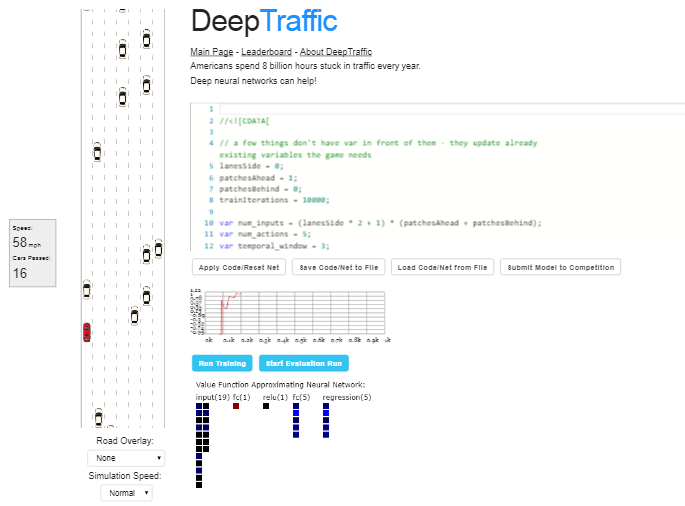 DeepTraffic
Main Page - Leaderboard - About DeepTraffic
Americans spend 8 billion hours stuck in traffic every year.
Deep neural networks can help!
1
2 //<![CDATA[
3
4 // a few things don't have var in front of them - they update already
existing variables the game needs
5 lanesSide = 0;
6 patchesAhead = 1;
7 patchesBehind = 0;
8 trainIterations = 10000;
9
10 var num_inputs = (lanesSide * 2 + 1) * (patchesAhead + patchesBehind);
11 var num_actions = 5;
12 var temporal_window = 3;
Speed:
58 mph
Cars Passed:
16
Apply Code/Reset Net
Save Code/Net to File
Load Code/Net from File
Submit Model to Competition
1.22
0k 0.1k 0.2k 0.3k 0.4k 0.5k 0.6k 0.7k 0.8k 0.9k 1k
Run Training
Start Evaluation Run
Value Function Approximating Neural Network:
input(19) fc(1) relu(1) fc(5) regression(5)
Road Overlay:
None
Simulation Speed:
Normal